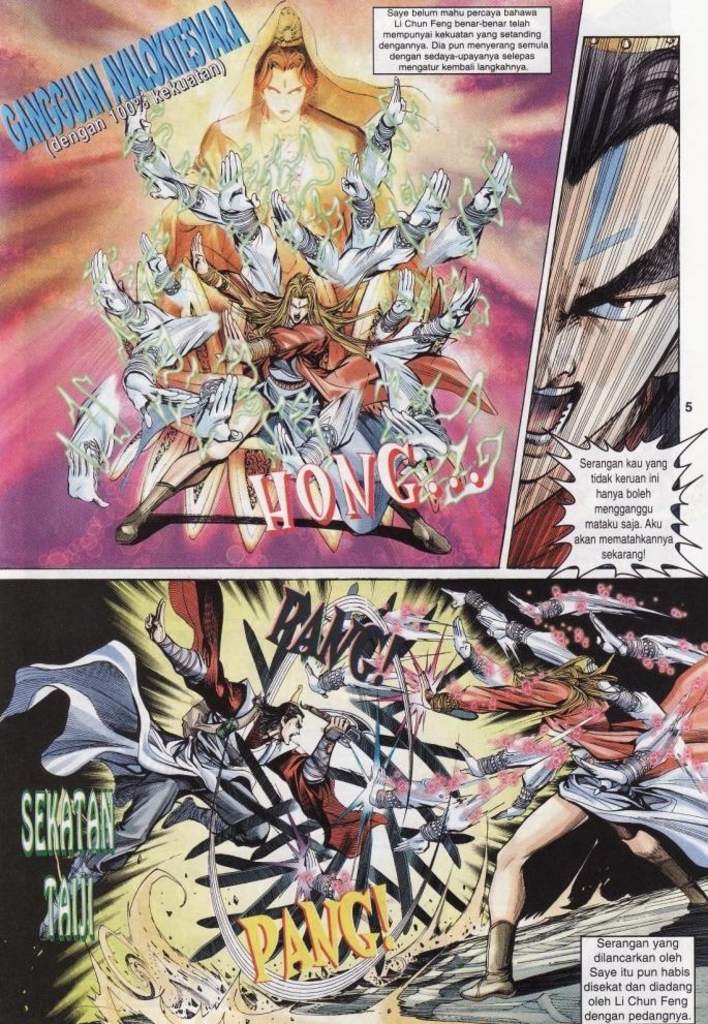 GANGGUAN AVALOKITESVARA
(dengan 100% kekuatan)
Saye belum mahu percaya bahawa
Li Chun Feng benar-benar telah
mempunyai kekuatan yang setanding
dengannya. Dia pun menyerang semula
dengan sedaya-upayanya selepas
mengatur kembali langkahnya.
HONG...
5
Serangan kau yang
tidak keruan ini
hanya boleh
mengganggu
mataku saja. Aku
akan mematahkannya
sekarang!
BANG!
SEKATAN
TAIJI
PANG!
Serangan yang
dilancarkan oleh
Saye itu pun habis
disekat dan diadang
oleh Li Chun Feng
dengan pedangnya.